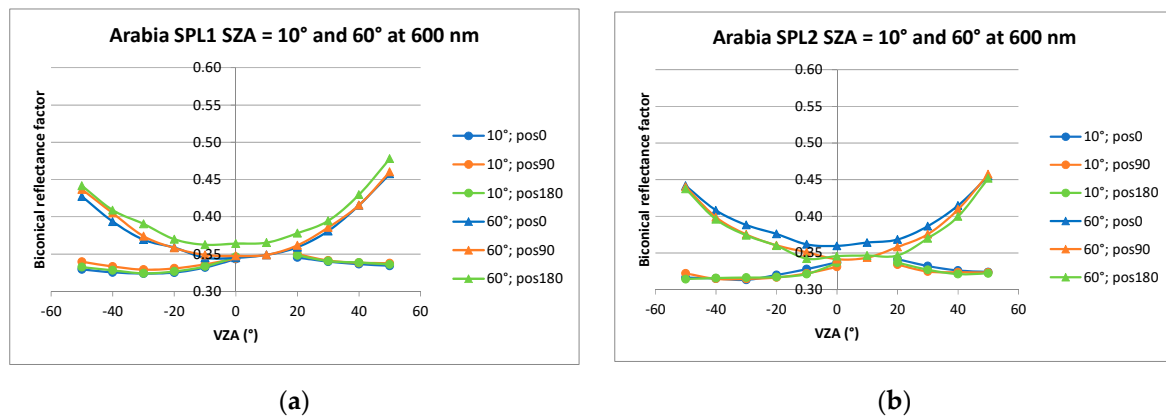 Arabia SPL1 SZA = 10° and 60° at 600 nm
Biconical reflectance factor
0.60
0.55
0.50
0.45
0.40
0.35
0.30
-60 -40 -20 0 20 40 60
VZA (°)
10°; pos0
10°; pos90
10°; pos180
60°; pos0
60°; pos90
60°; pos180
(a)
Arabia SPL2 SZA = 10° and 60° at 600 nm
Biconical reflectance factor
0.60
0.55
0.50
0.45
0.40
0.35
0.30
-60 -40 -20 0 20 40 60
VZA (°)
10°; pos0
10°; pos90
10°; pos180
60°; pos0
60°; pos90
60°; pos180
(b)